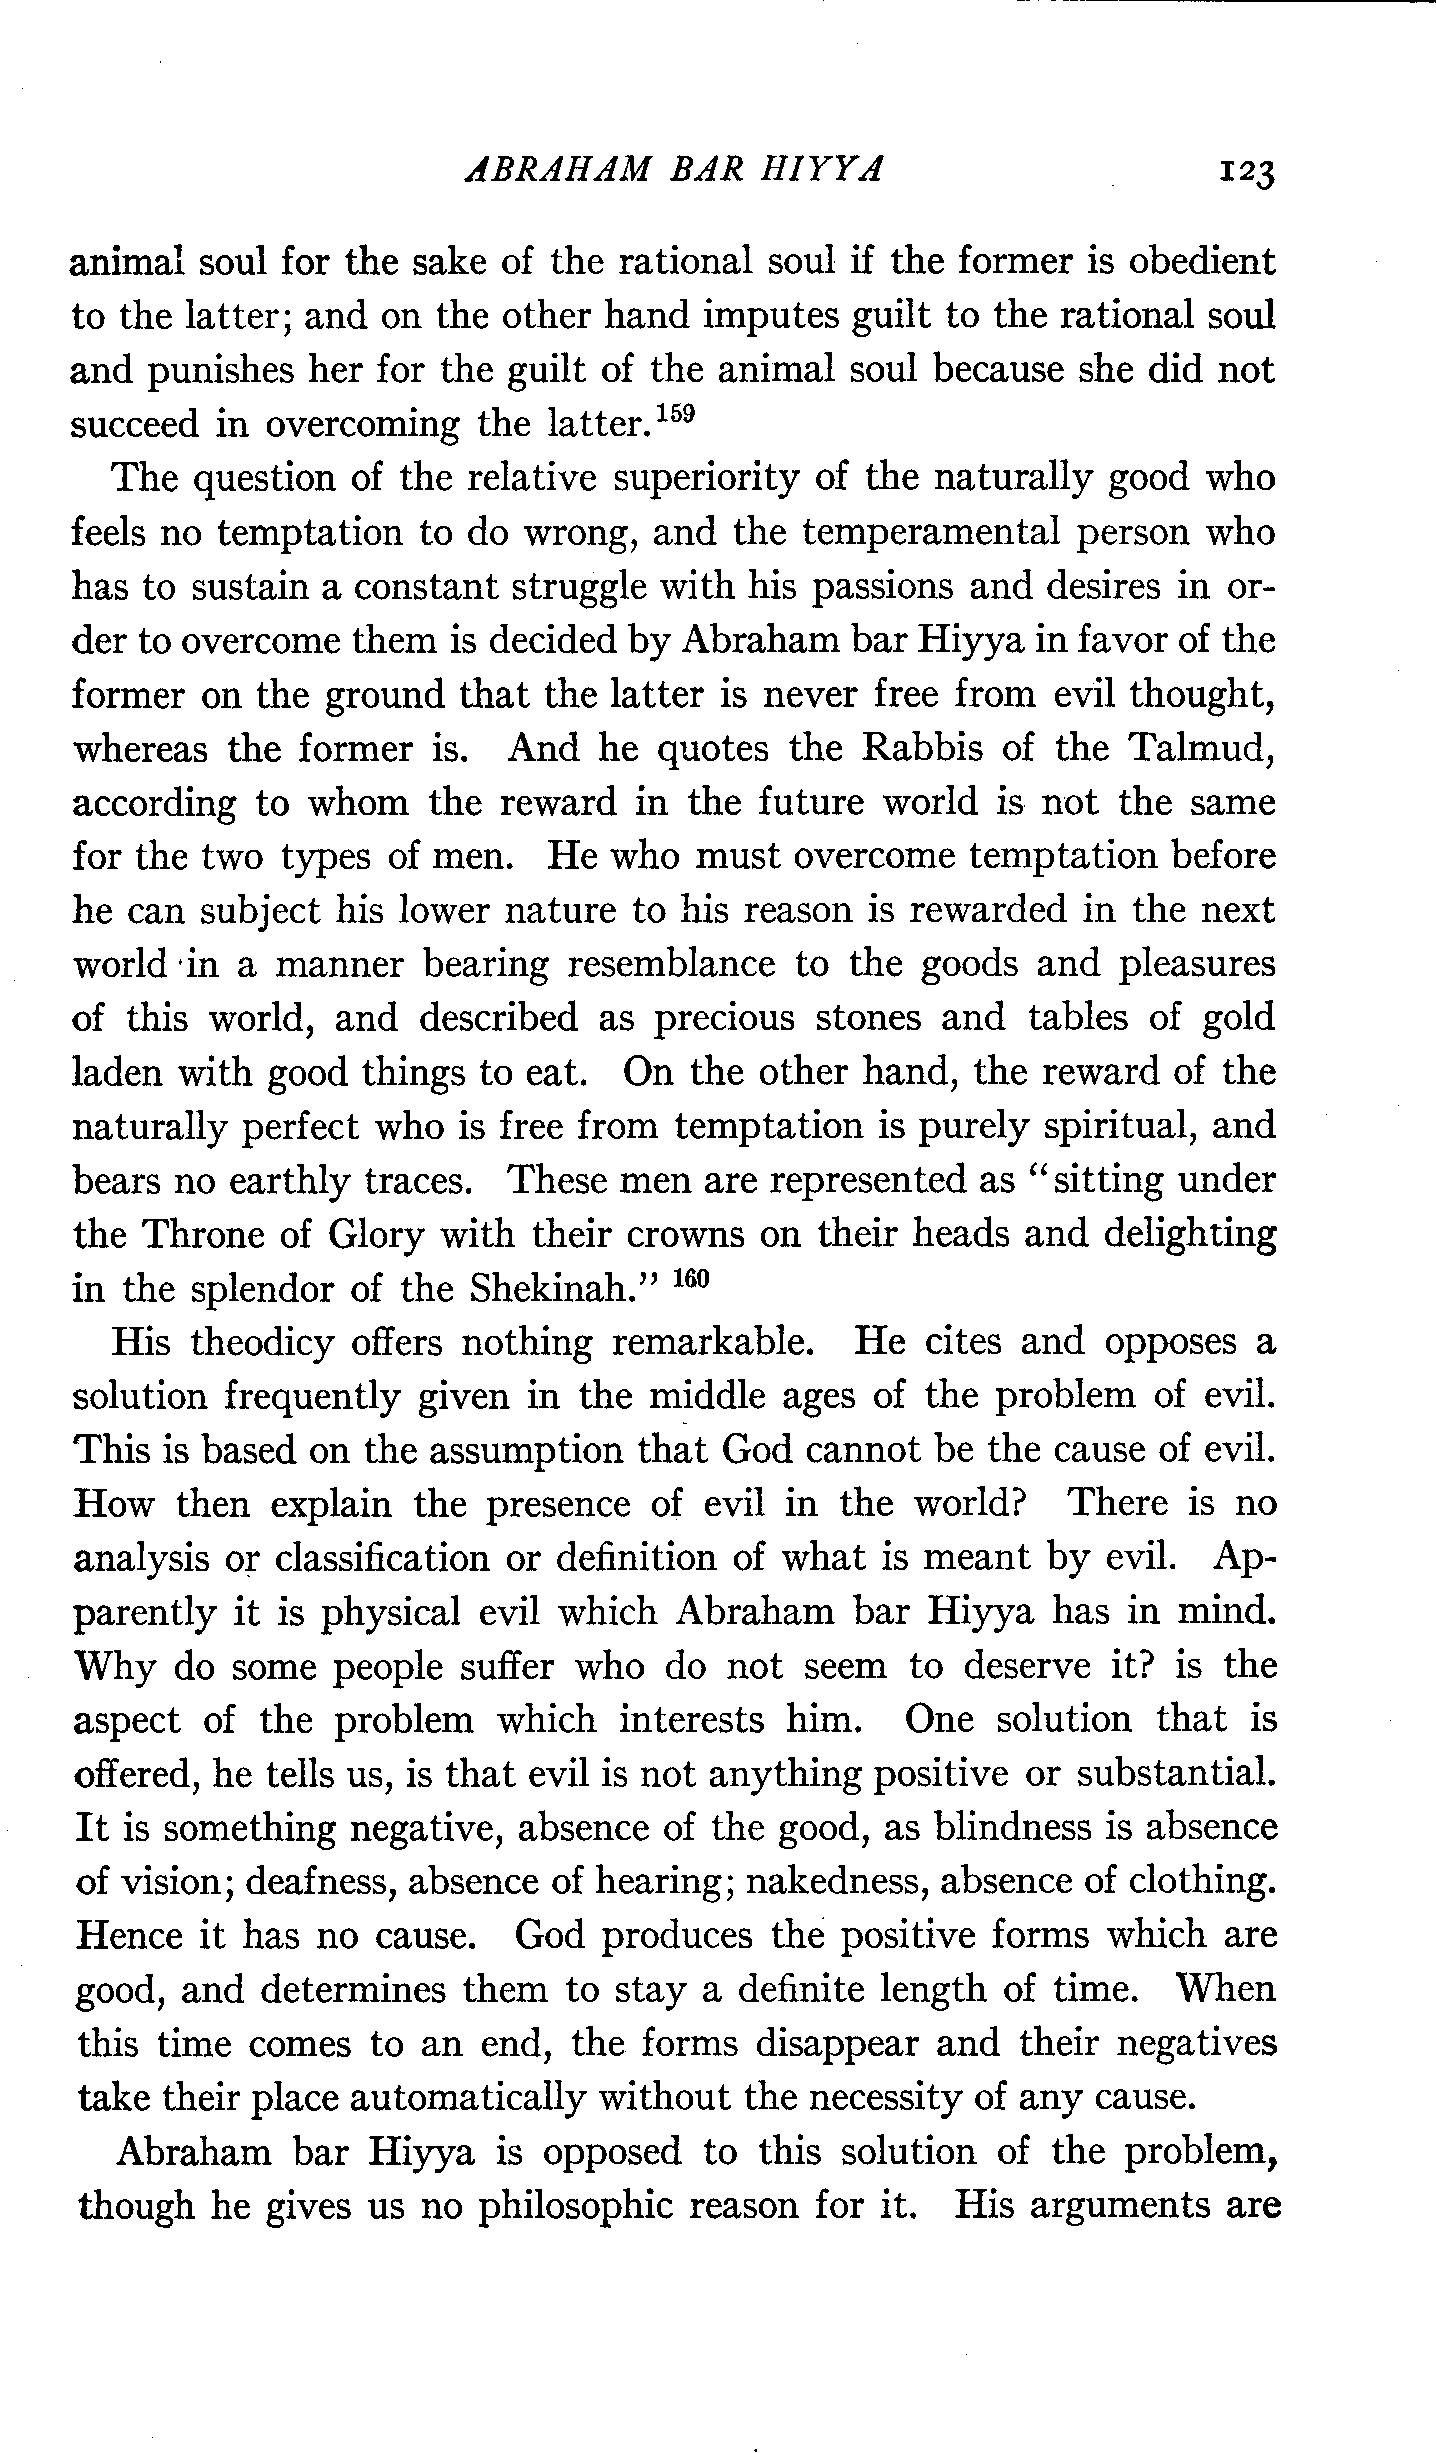 ABRAHAM BAR HIYYA 123
animal soul for the sake of the rational soul if the former is obedient
to the latter; and on the other hand imputes guilt to the rational soul
and punishes her for the guilt of the animal soul because she did not
succeed in overcoming the latter.159
The question of the relative superiority of the naturally good who
feels no temptation to do wrong, and the temperamental person who
has to sustain a constant struggle with his passions and desires in or-
der to overcome them is decided by Abraham bar Hiyya in favor of the
former on the ground that the latter is never free from evil thought,
whereas the former is. And he quotes the Rabbis of the Talmud,
according to whom the reward in the future world is not the same
for the two types of men. He who must overcome temptation before
he can subject his lower nature to his reason is rewarded in the next
world in a manner bearing resemblance to the goods and pleasures
of this world, and described as precious stones and tables of gold
laden with good things to eat. On the other hand, the reward of the
naturally perfect who is free from temptation is purely spiritual, and
bears no earthly traces. These men are represented as "sitting under
the Throne of Glory with their crowns on their heads and delighting
in the splendor of the Shekinah." 160
His theodicy offers nothing remarkable. He cites and opposes a
solution frequently given in the middle ages of the problem of evil.
This is based on the assumption that God cannot be the cause of evil.
How then explain the presence of evil in the world? There is no
analysis or classification or definition of what is meant by evil. Ap-
parently it is physical evil which Abraham bar Hiyya has in mind.
Why do some people suffer who do not seem to deserve it? is the
aspect of the problem which interests him. One solution that is
offered, he tells us, is that evil is not anything positive or substantial.
It is something negative, absence of the good, as blindness is absence
of vision; deafness, absence of hearing; nakedness, absence of clothing.
Hence it has no cause. God produces the positive forms which are
good, and determines them to stay a definite length of time. When
this time comes to an end, the forms disappear and their negatives
take their place automatically without the necessity of any cause.
Abraham bar Hiyya is opposed to this solution of the problem,
though he gives us no philosophic reason for it. His arguments are